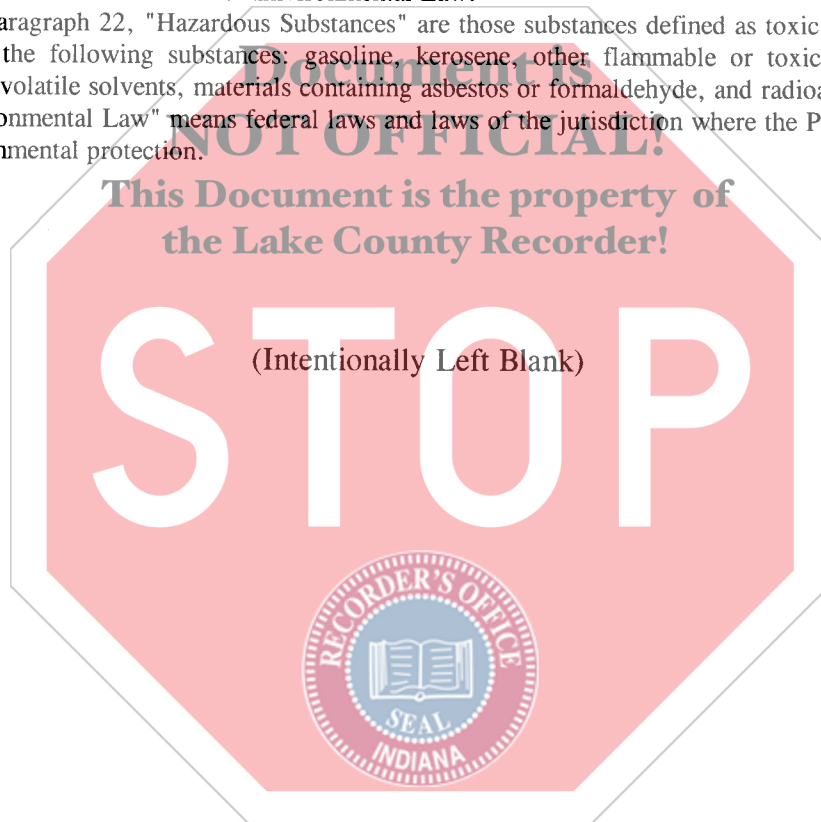 aragraph 22, "Hazardous Substances" are those substances defined as toxic
the following substances: gasoline, kerosene, other flammable or toxic
volatile solvents, materials containing asbestos or formaldehyde, and radioa
onmental Law" means federal laws and laws of the jurisdiction where the P
nmental protection.
Document is
NOT OFFICIAL!
This Document is the property of
the Lake County Recorder!
(Intentionally Left Blank)
STOP
RECORDER'S OFFICE
SEAL
INDIANA